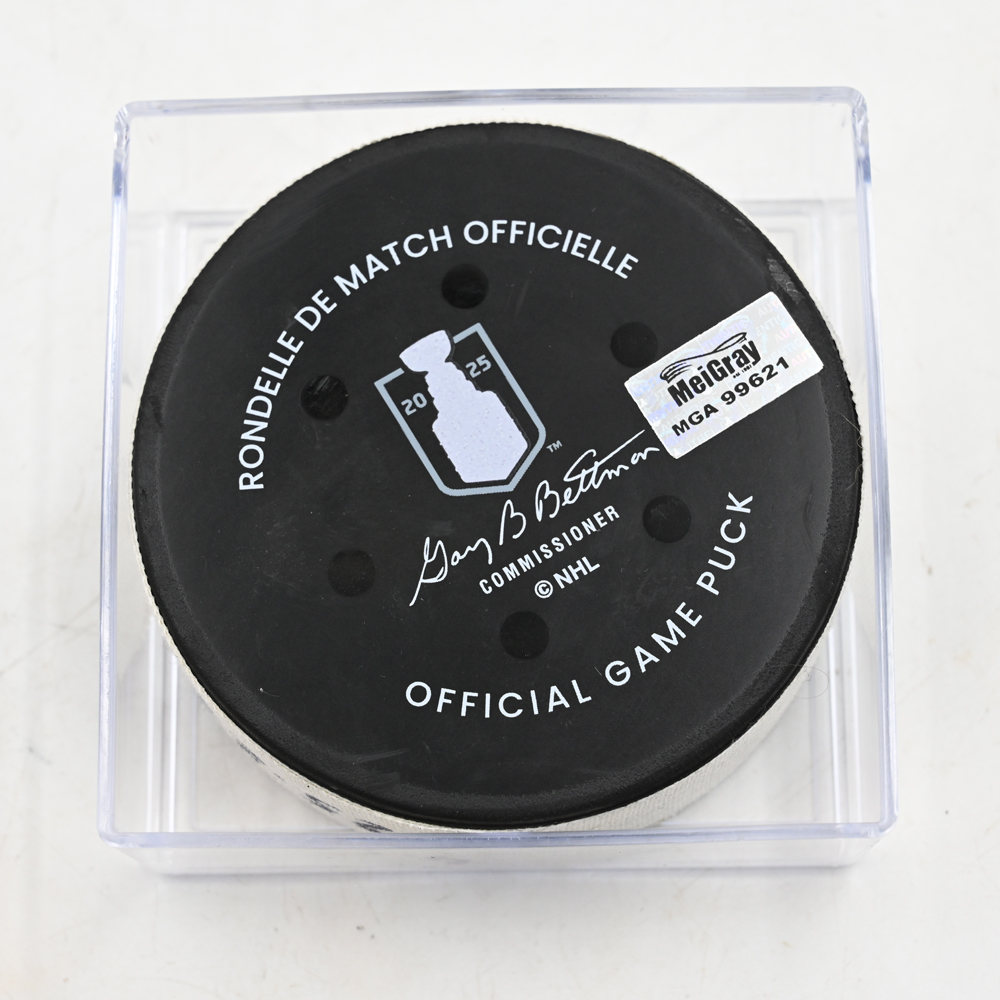 RONDELLE DE MATCH OFFICIELLE
20 25
TM
MeiGray
MGA 99621
Gary B Bettman
COMMISSIONER
© NHL
OFFICIAL GAME PUCK